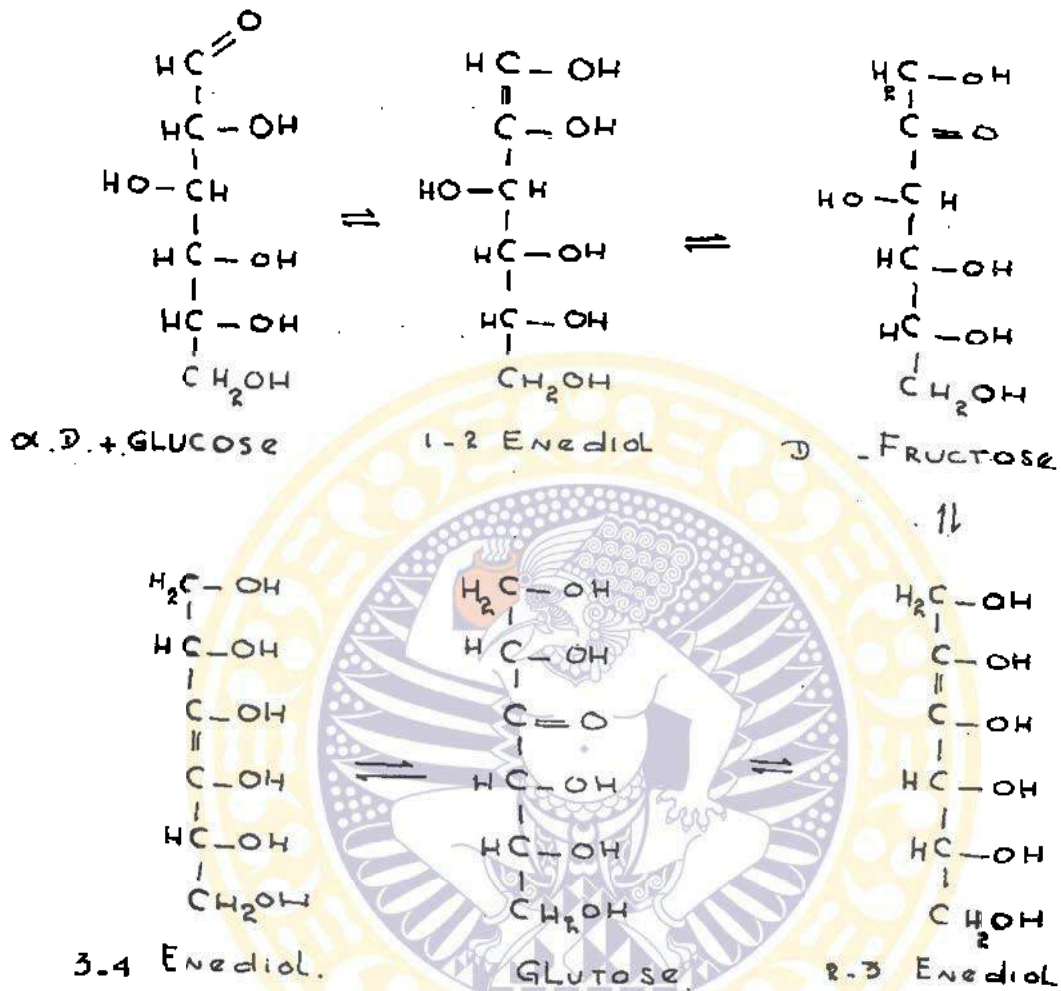 HC=O    HC-OH    H2C-OH
HC-OH    C-OH    C=O
HO-CH ⇌ HO-CH ⇌ HO-C H
HC-OH    HC-OH    HC-OH
HC-OH    HC-OH    HC-OH
CH2OH    CH2OH    CH2OH
α.D.+.GLUCOSE    1-2 ENEDIOL    D -FRUCTOSE
⇌
H2C-OH    H2C-OH    H2C-OH
HC-OH    HC-OH    C-OH
C-OH    C=O    C-OH
C-OH ⇌ HC-OH ⇌ HC-OH
HC-OH    HC-OH    HC-OH
CH2OH    CH2OH    CH2OH
3.4 ENEDIOL.    GLUTOSE    2-3 ENEDIOL